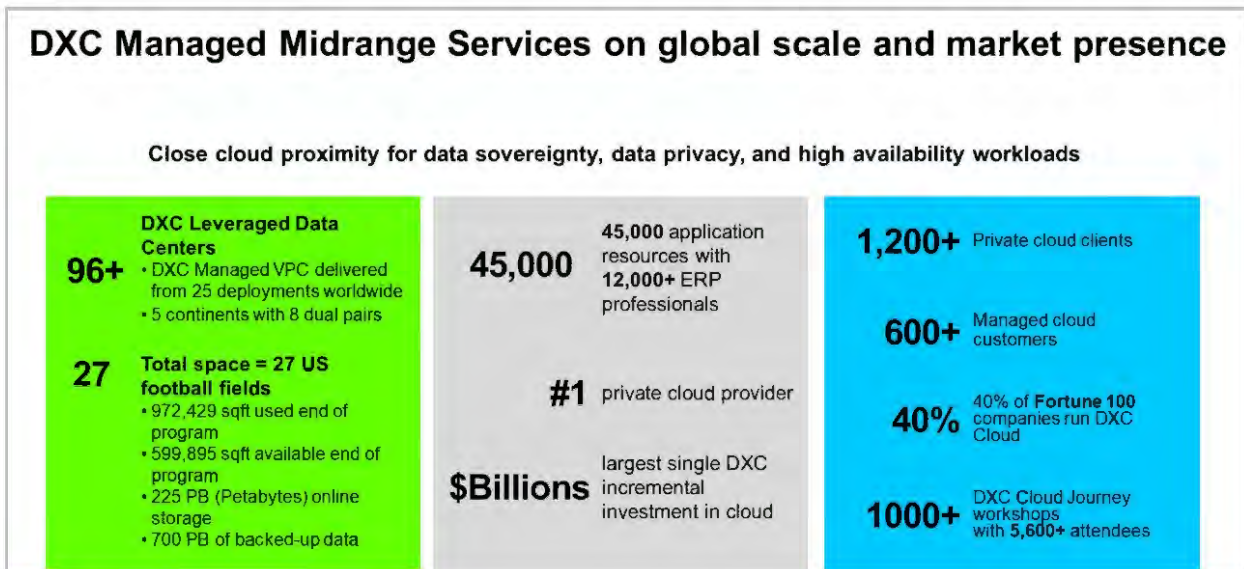 DXC Managed Midrange Services on global scale and market presence
Close cloud proximity for data sovereignty, data privacy, and high availability workloads
96+
DXC Leveraged Data
Centers
• DXC Managed VPC delivered
from 25 deployments worldwide
• 5 continents with 8 dual pairs
27
Total space = 27 US
football fields
• 972,429 sqft used end of
program
• 599,895 sqft available end of
program
• 225 PB (Petabytes) online
storage
• 700 PB of backed-up data
45,000
45,000 application
resources with
12,000+ ERP
professionals
#1 private cloud provider
$Billions
largest single DXC
incremental
investment in cloud
1,200+ Private cloud clients
600+
Managed cloud
customers
40%
40% of Fortune 100
companies run DXC
Cloud
1000+
DXC Cloud Journey
workshops
with 5,600+ attendees